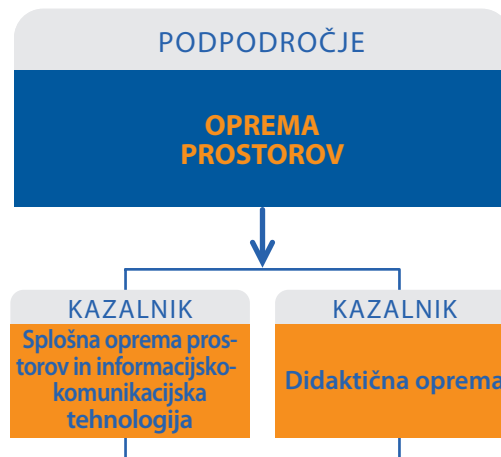 PODPODROČJE
OPREMA
PROSTOROV
KAZALNIK
Splošna oprema pros-
torov in informacijsko-
komunikacijska
tehnologija
KAZALNIK
Didaktična oprema